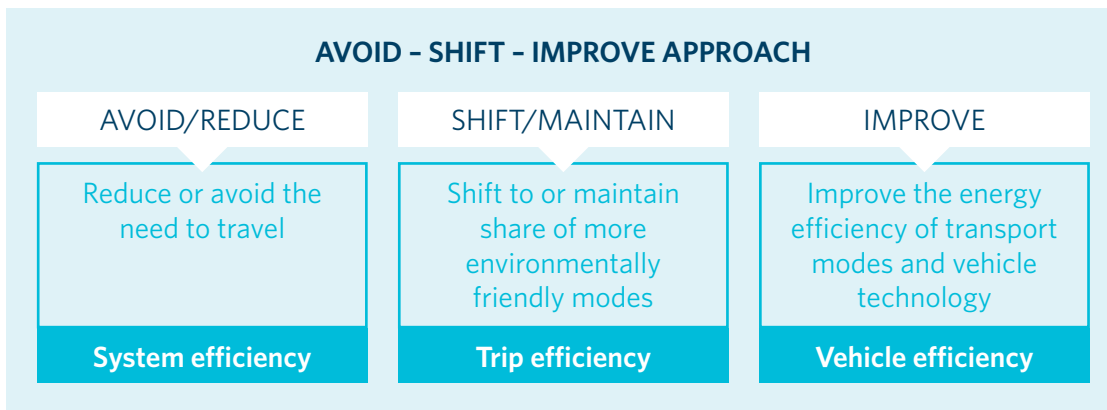 AVOID – SHIFT – IMPROVE APPROACH
AVOID/REDUCE
Reduce or avoid the
need to travel
System efficiency
SHIFT/MAINTAIN
Shift to or maintain
share of more
environmentally
friendly modes
Trip efficiency
IMPROVE
Improve the energy
efficiency of transport
modes and vehicle
technology
Vehicle efficiency